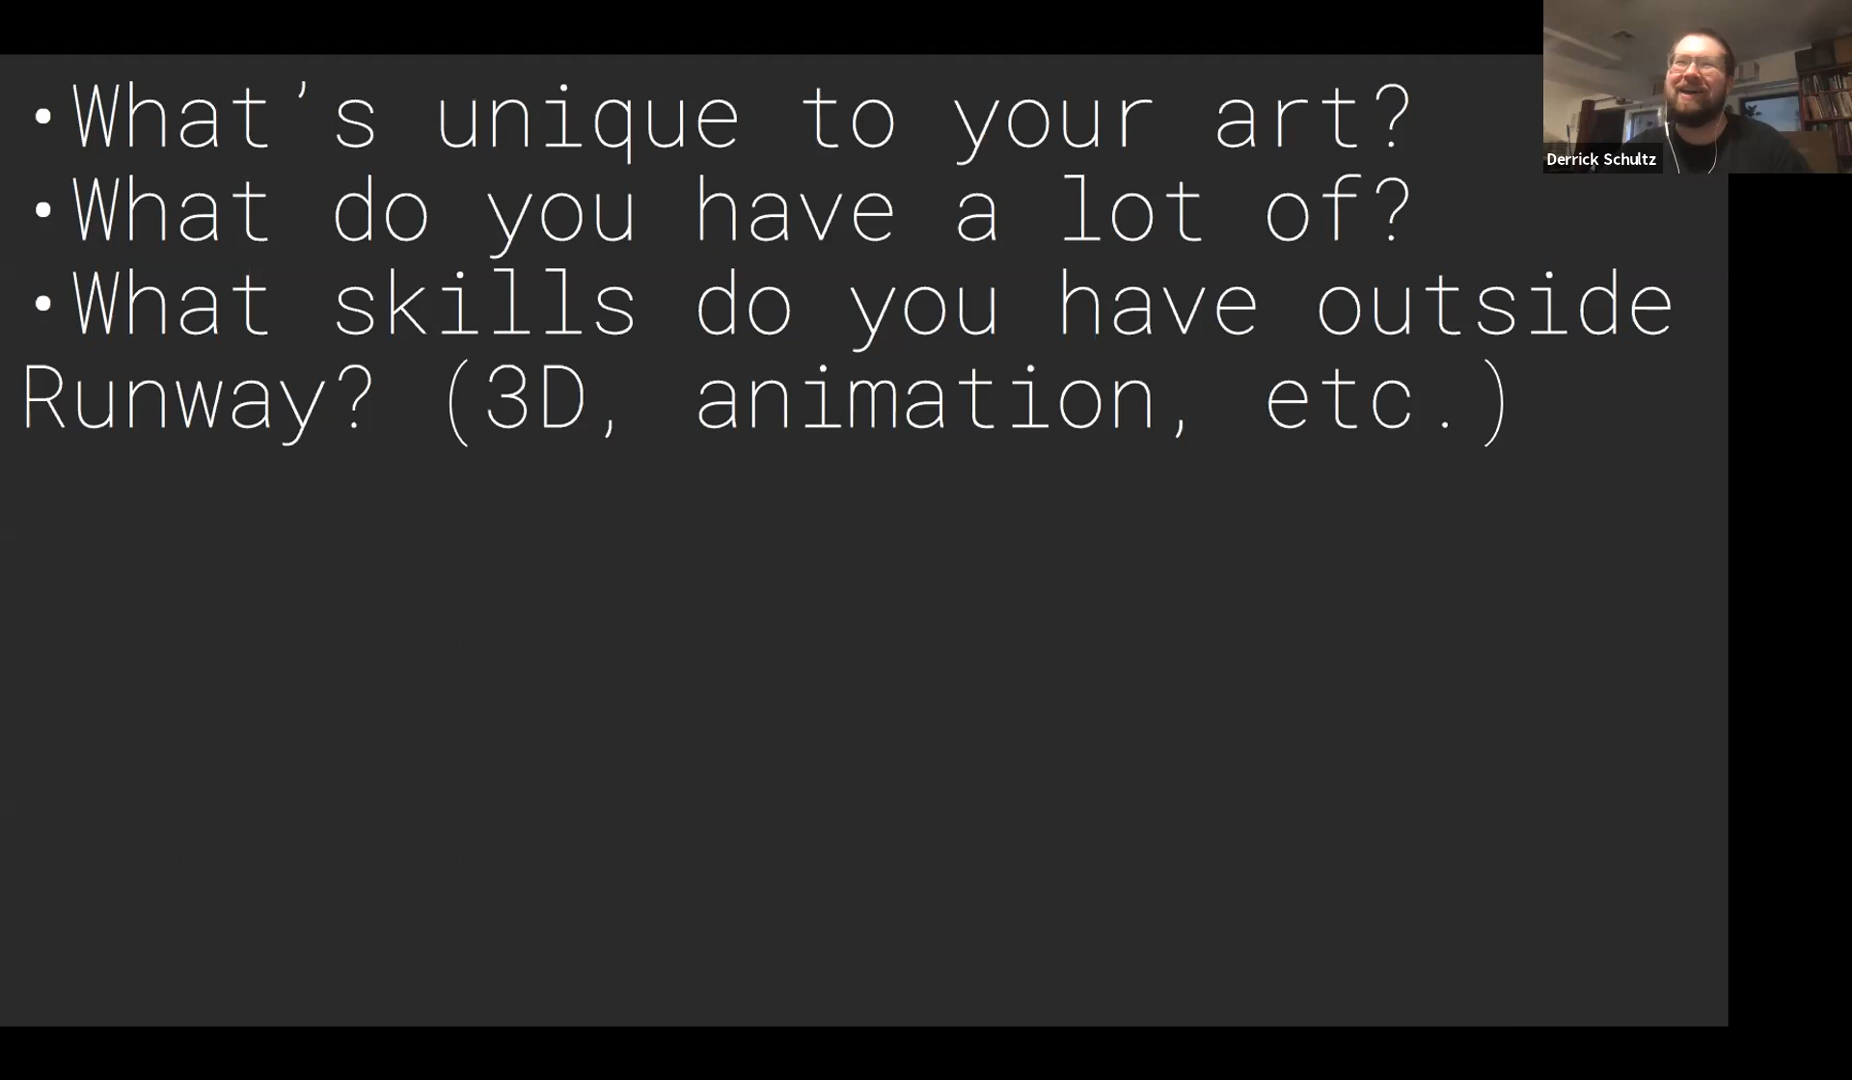 •What's unique to your art?
•What do you have a lot of?
•What skills do you have outside
Runway? (3D, animation, etc.)
Derrick Schultz